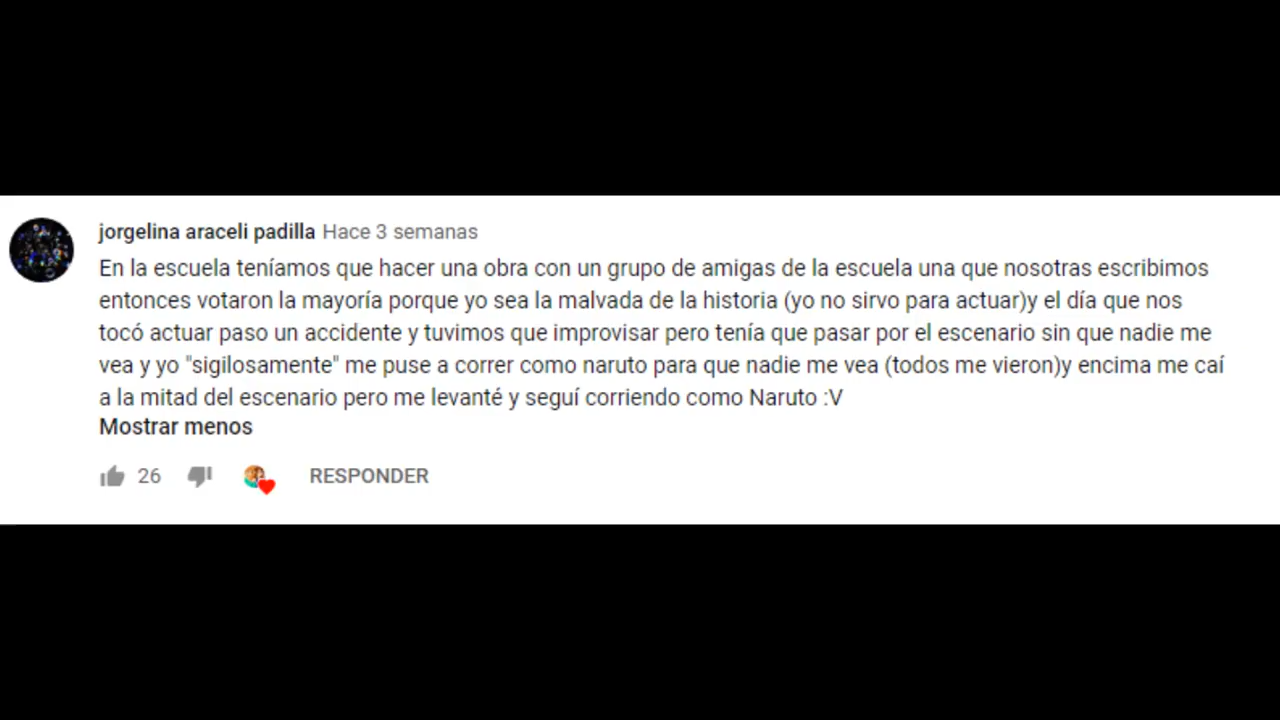 jorgelina araceli padilla Hace 3 semanas
En la escuela teníamos que hacer una obra con un grupo de amigas de la escuela una que nosotras escribimos
entonces votaron la mayoría porque yo sea la malvada de la historia (yo no sirvo para actuar)y el día que nos
tocó actuar paso un accidente y tuvimos que improvisar pero tenía que pasar por el escenario sin que nadie me
vea y yo "sigilosamente" me puse a correr como naruto para que nadie me vea (todos me vieron)y encima me caí
a la mitad del escenario pero me levanté y seguí corriendo como Naruto :V
Mostrar menos
26 RESPONDER